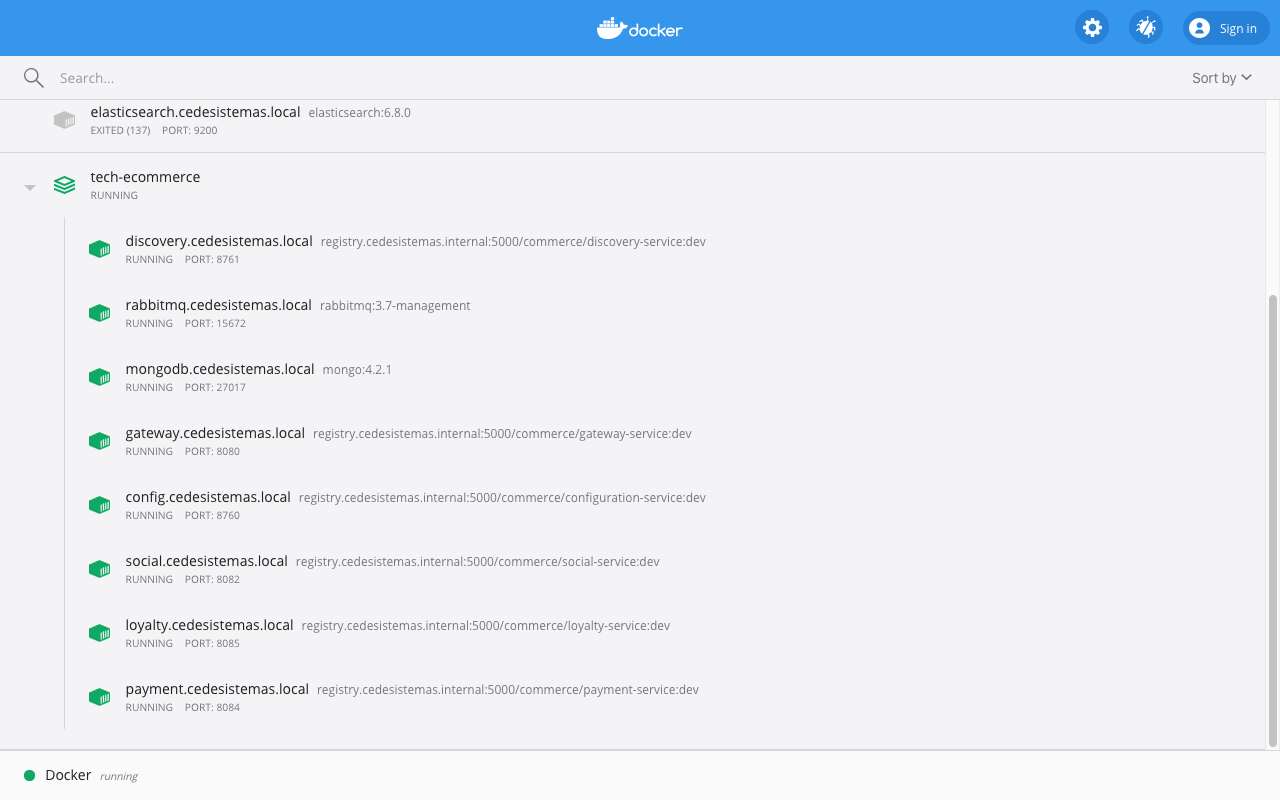 docker
Sign in
Search...
Sort by
elasticsearch.cedesistemas.local elasticsearch:6.8.0
EXITED (137) PORT: 9200
tech-ecommerce
RUNNING
discovery.cedesistemas.local registry.cedesistemas.internal:5000/commerce/discovery-service:dev
RUNNING PORT: 8761
rabbitmq.cedesistemas.local rabbitmq:3.7-management
RUNNING PORT: 15672
mongodb.cedesistemas.local mongo:4.2.1
RUNNING PORT: 27017
gateway.cedesistemas.local registry.cedesistemas.internal:5000/commerce/gateway-service:dev
RUNNING PORT: 8080
config.cedesistemas.local registry.cedesistemas.internal:5000/commerce/configuration-service:dev
RUNNING PORT: 8760
social.cedesistemas.local registry.cedesistemas.internal:5000/commerce/social-service:dev
RUNNING PORT: 8082
loyalty.cedesistemas.local registry.cedesistemas.internal:5000/commerce/loyalty-service:dev
RUNNING PORT: 8085
payment.cedesistemas.local registry.cedesistemas.internal:5000/commerce/payment-service:dev
RUNNING PORT: 8084
Docker running